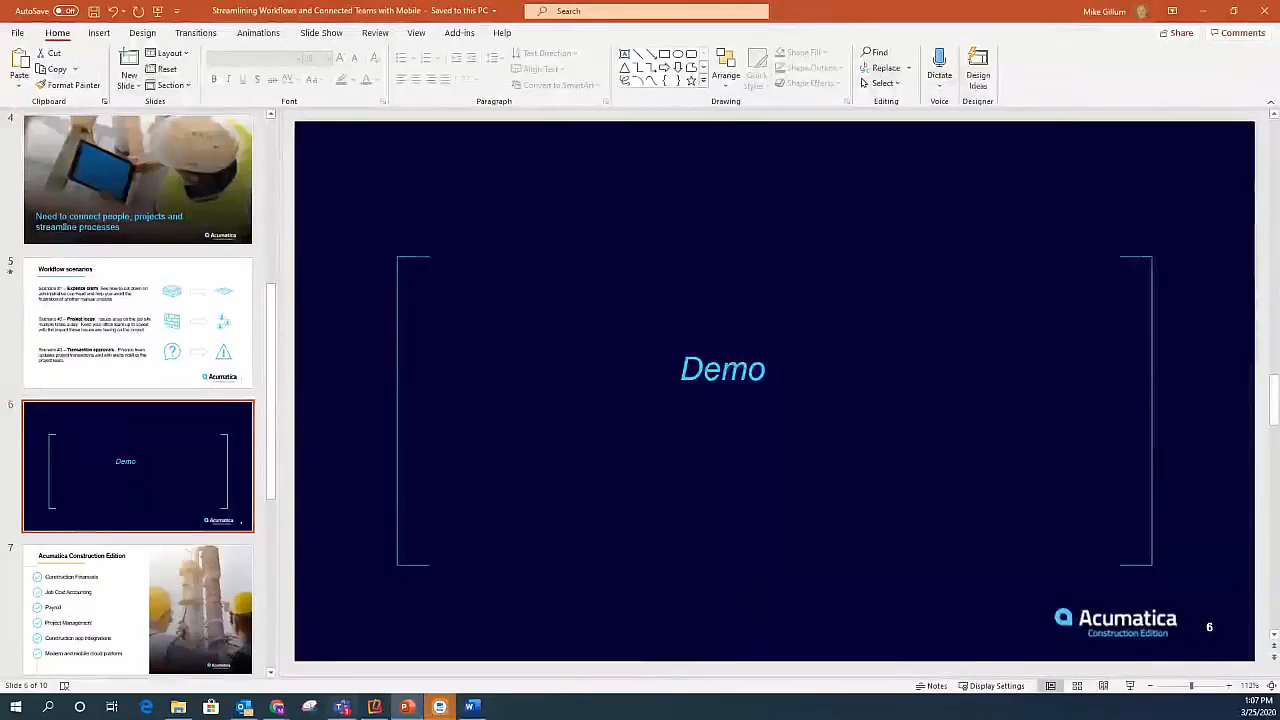 AutoSave Off Streamlining Workflows and Connected Teams with Mobile - Saved to this PC Search Mike Gillum
File Home Insert Design Transitions Animations Slide Show Review View Add-ins Help Share Comments
Paste Cut Copy Format Painter
New Slide Layout Reset Section
Text Direction Align Text Convert to SmartArt
Arrange Quick Styles Shape Fill Shape Outline Shape Effects
Find Replace Select
Dictate Design Ideas
Clipboard Slides Font Paragraph Drawing Editing Voice Designer
4
Need to connect people, projects and
streamline processes
Acumatica
5
Workflow scenarios
Acumatica
6
Demo
Acumatica
7
Acumatica Construction Edition
Construction Financials
Job Cost Accounting
Payroll
Project Management
Construction app integrations
Modern and mobile cloud platform
Acumatica
Demo
Acumatica
Construction Edition
6
Slide 6 of 10 Notes Display Settings 113%
1:07 PM
3/25/2020